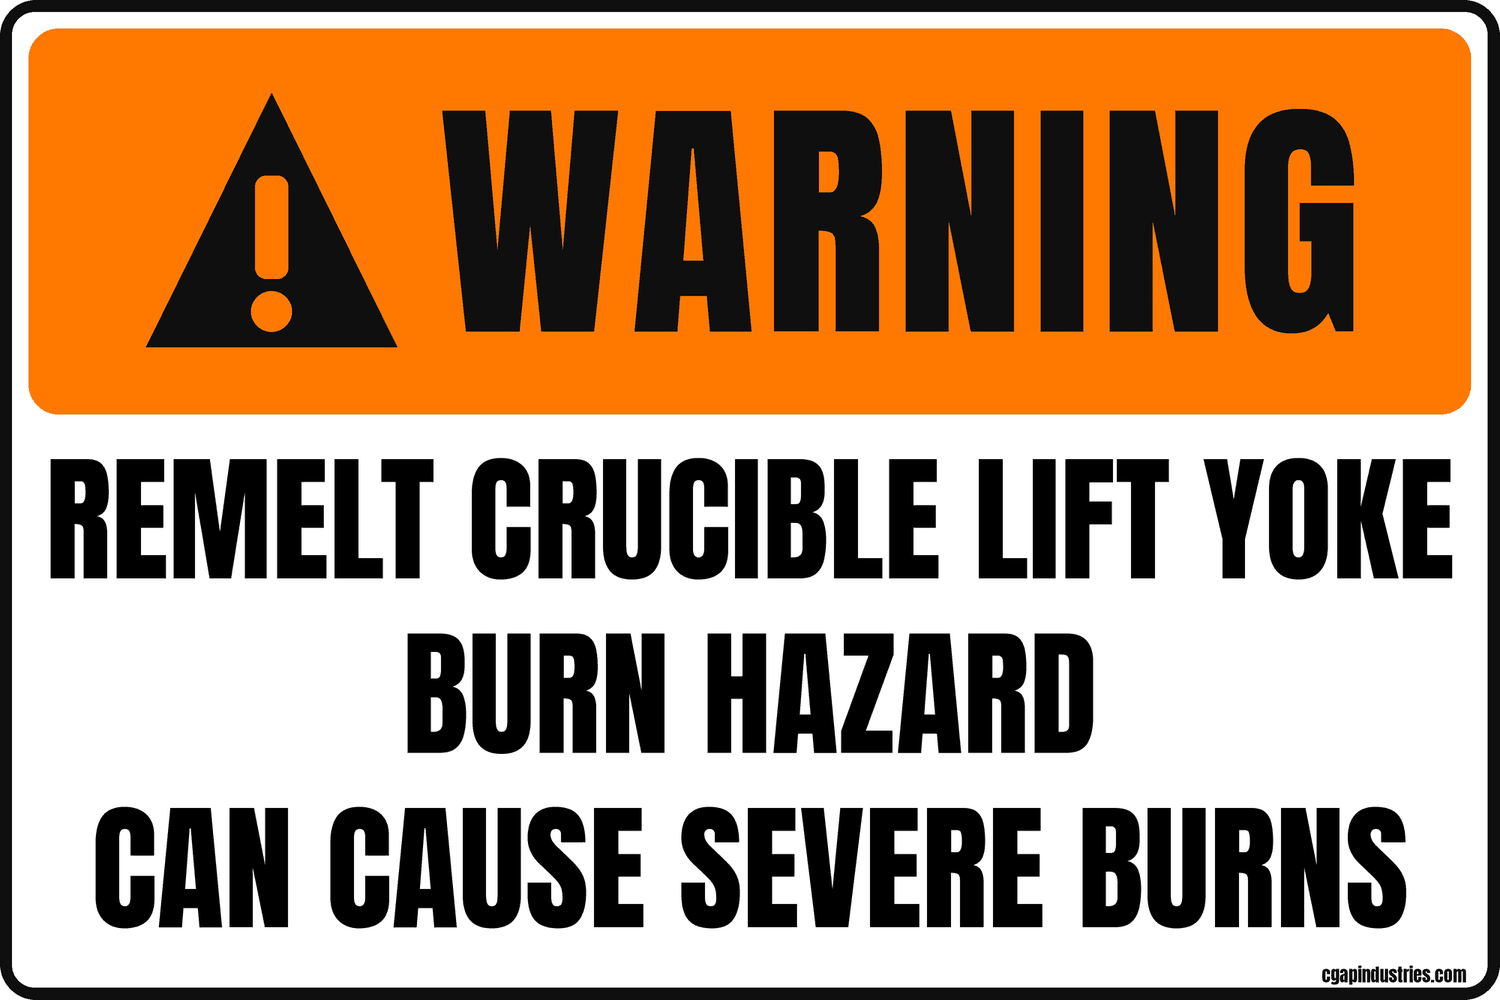 WARNING
REMELT CRUCIBLE LIFT YOKE
BURN HAZARD
CAN CAUSE SEVERE BURNS
cgapindustries.com